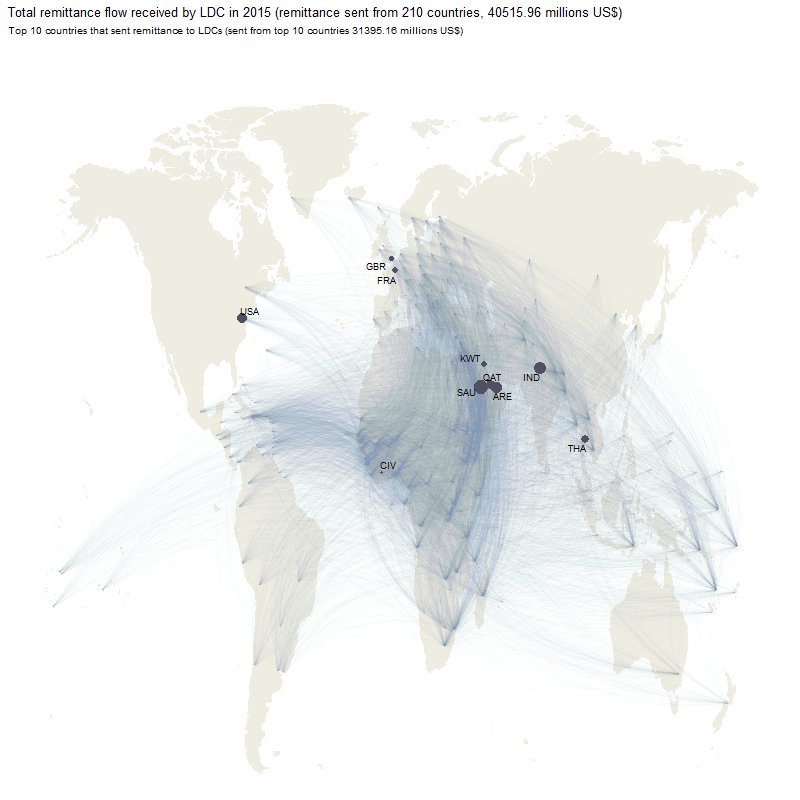 Total remittance flow received by LDC in 2015 (remittance sent from 210 countries, 40515.96 millions US$)
Top 10 countries that sent remittance to LDCs (sent from top 10 countries 31395.16 millions US$)
GBR
FRA
USA
KWT
QAT
IND
SAU
ARE
THA
CIV